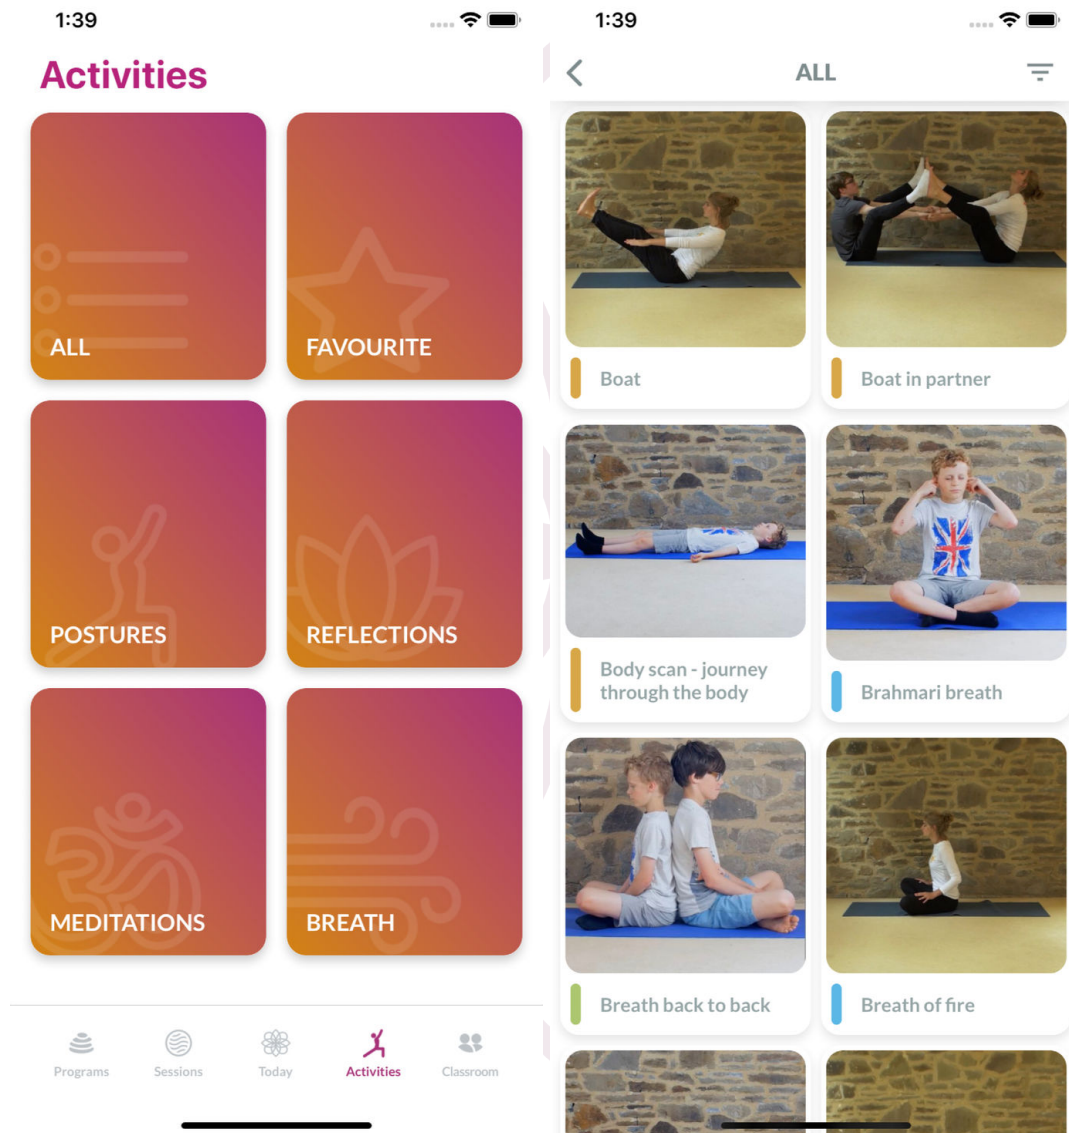 1:39
Activities
ALL
FAVOURITE
POSTURES
REFLECTIONS
MEDITATIONS
BREATH
Programs
Sessions
Today
Activities
Classroom
1:39
ALL
Boat
Boat in partner
Body scan - journey
through the body
Brahmari breath
Breath back to back
Breath of fire